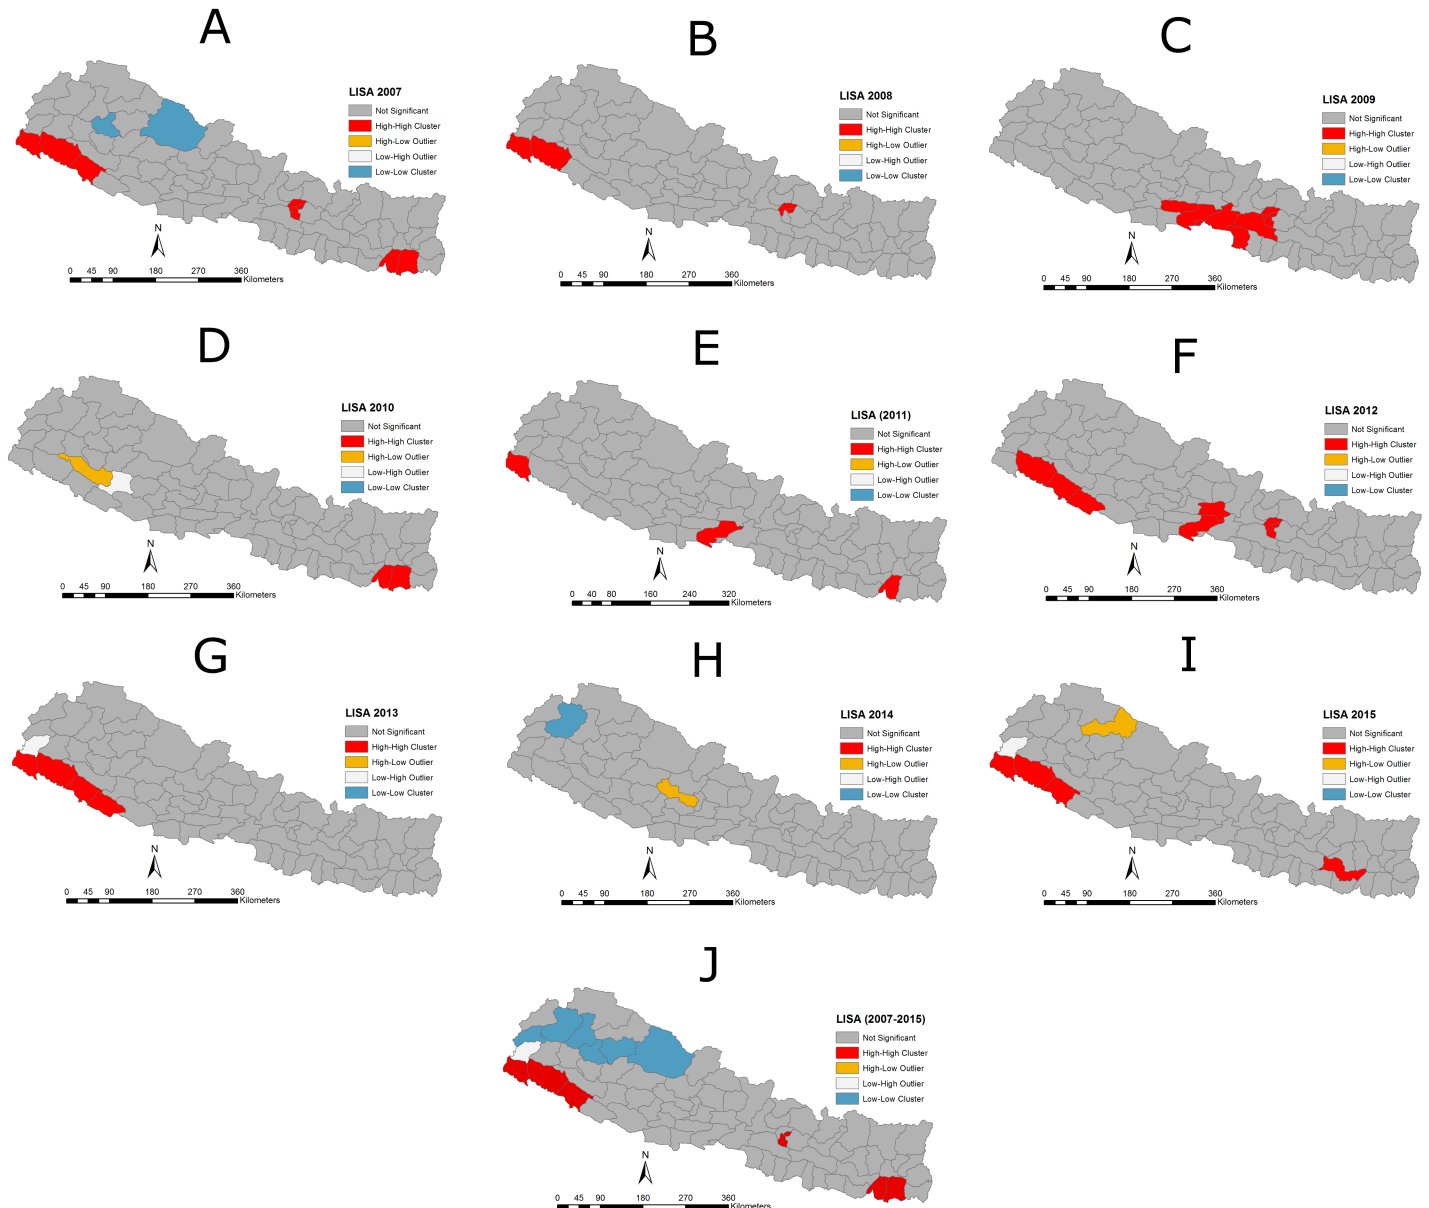 A
LISA 2007
Not Significant
High-High Cluster
High-Low Outlier
Low-High Outlier
Low-Low Cluster
N
0 45 90 180 270 360
Kilometers
B
LISA 2008
Not Significant
High-High Cluster
High-Low Outlier
Low-High Outlier
Low-Low Cluster
N
0 45 90 180 270 360
Kilometers
C
LISA 2009
Not Significant
High-High Cluster
High-Low Outlier
Low-High Outlier
Low-Low Cluster
N
0 45 90 180 270 360
Kilometers
D
LISA 2010
Not Significant
High-High Cluster
High-Low Outlier
Low-High Outlier
Low-Low Cluster
N
0 45 90 180 270 360
Kilometers
E
LISA (2011)
Not Significant
High-High Cluster
High-Low Outlier
Low-High Outlier
Low-Low Cluster
N
0 40 80 160 240 320
Kilometers
F
LISA 2012
Not Significant
High-High Cluster
High-Low Outlier
Low-High Outlier
Low-Low Cluster
N
0 45 90 180 270 360
Kilometers
G
LISA 2013
Not Significant
High-High Cluster
High-Low Outlier
Low-High Outlier
Low-Low Cluster
N
0 45 90 180 270 360
Kilometers
H
LISA 2014
Not Significant
High-High Cluster
High-Low Outlier
Low-High Outlier
Low-Low Cluster
N
0 45 90 180 270 360
Kilometers
I
LISA 2015
Not Significant
High-High Cluster
High-Low Outlier
Low-High Outlier
Low-Low Cluster
N
0 45 90 180 270 360
Kilometers
J
LISA (2007-2015)
Not Significant
High-High Cluster
High-Low Outlier
Low-High Outlier
Low-Low Cluster
N
0 45 90 180 270 360
Kilometers